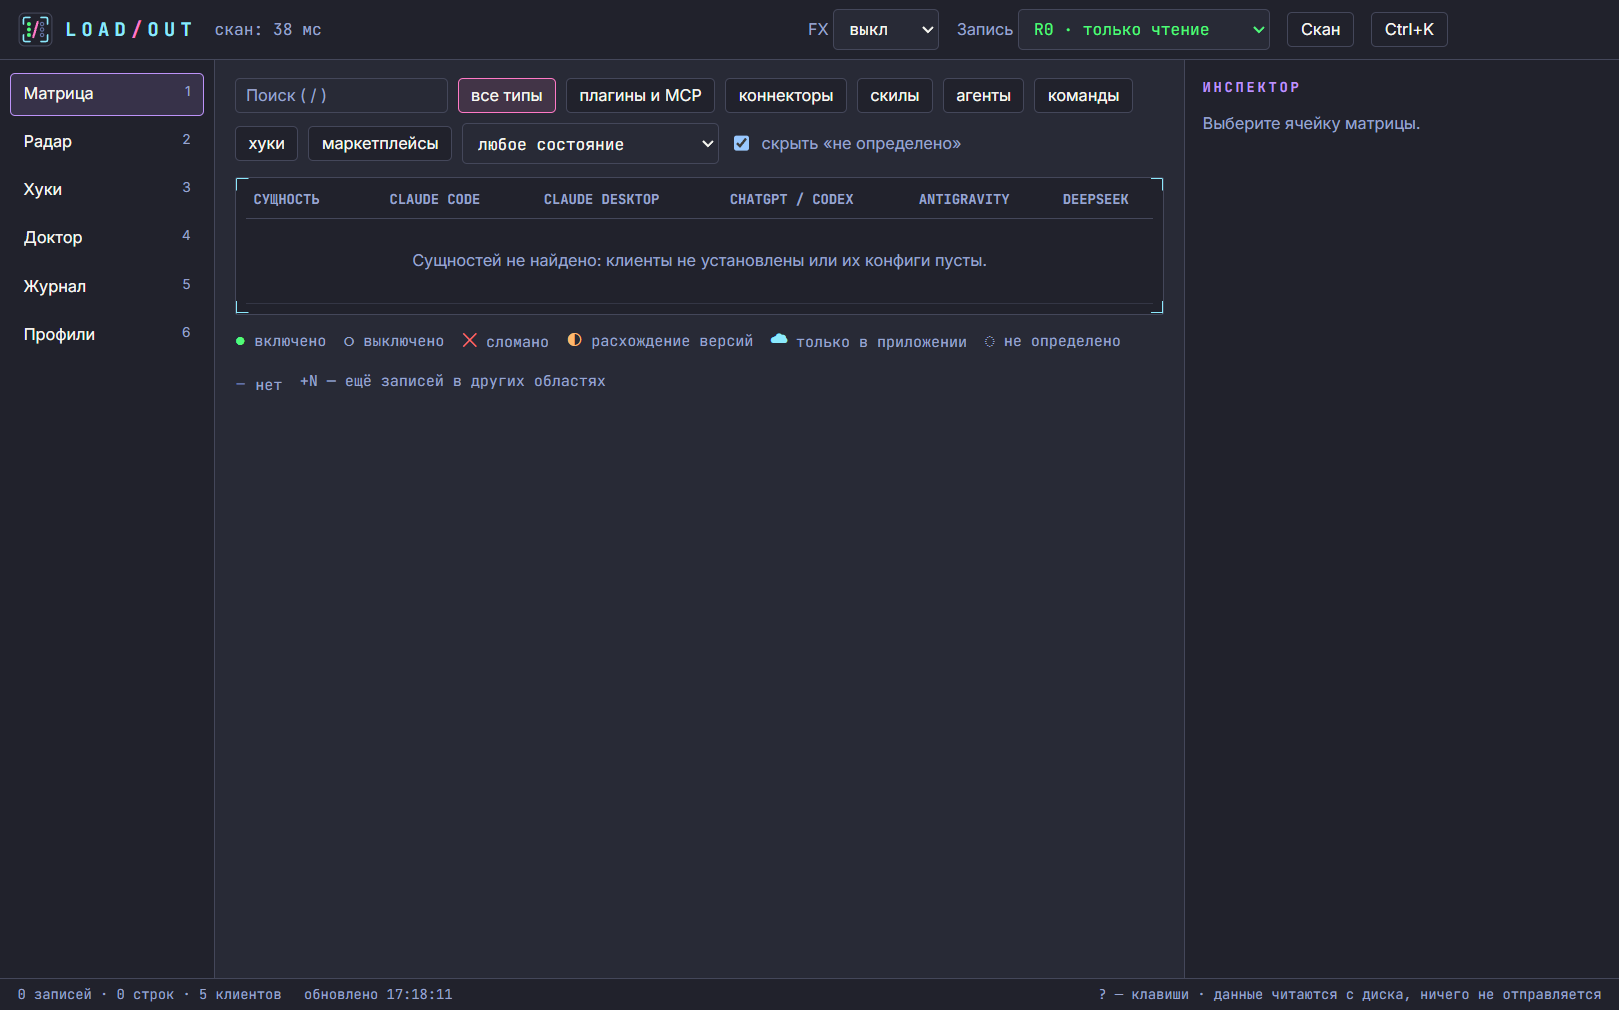 LOAD/OUT скан: 38 мс FX выкл Запись R0 · только чтение Скан Ctrl+K
Матрица 1
Радар 2
Хуки 3
Доктор 4
Журнал 5
Профили 6
Поиск ( / ) все типы плагины и MCP коннекторы скилы агенты команды
хуки маркетплейсы любое состояние скрыть «не определено»
СУЩНОСТЬ CLAUDE CODE CLAUDE DESKTOP CHATGPT / CODEX ANTIGRAVITY DEEPSEEK
Сущностей не найдено: клиенты не установлены или их конфиги пусты.
включено выключено сломано расхождение версий только в приложении не определено
— нет +N — ещё записей в других областях
ИНСПЕКТОР
Выберите ячейку матрицы.
0 записей · 0 строк · 5 клиентов обновлено 17:18:11
? — клавиши · данные читаются с диска, ничего не отправляется